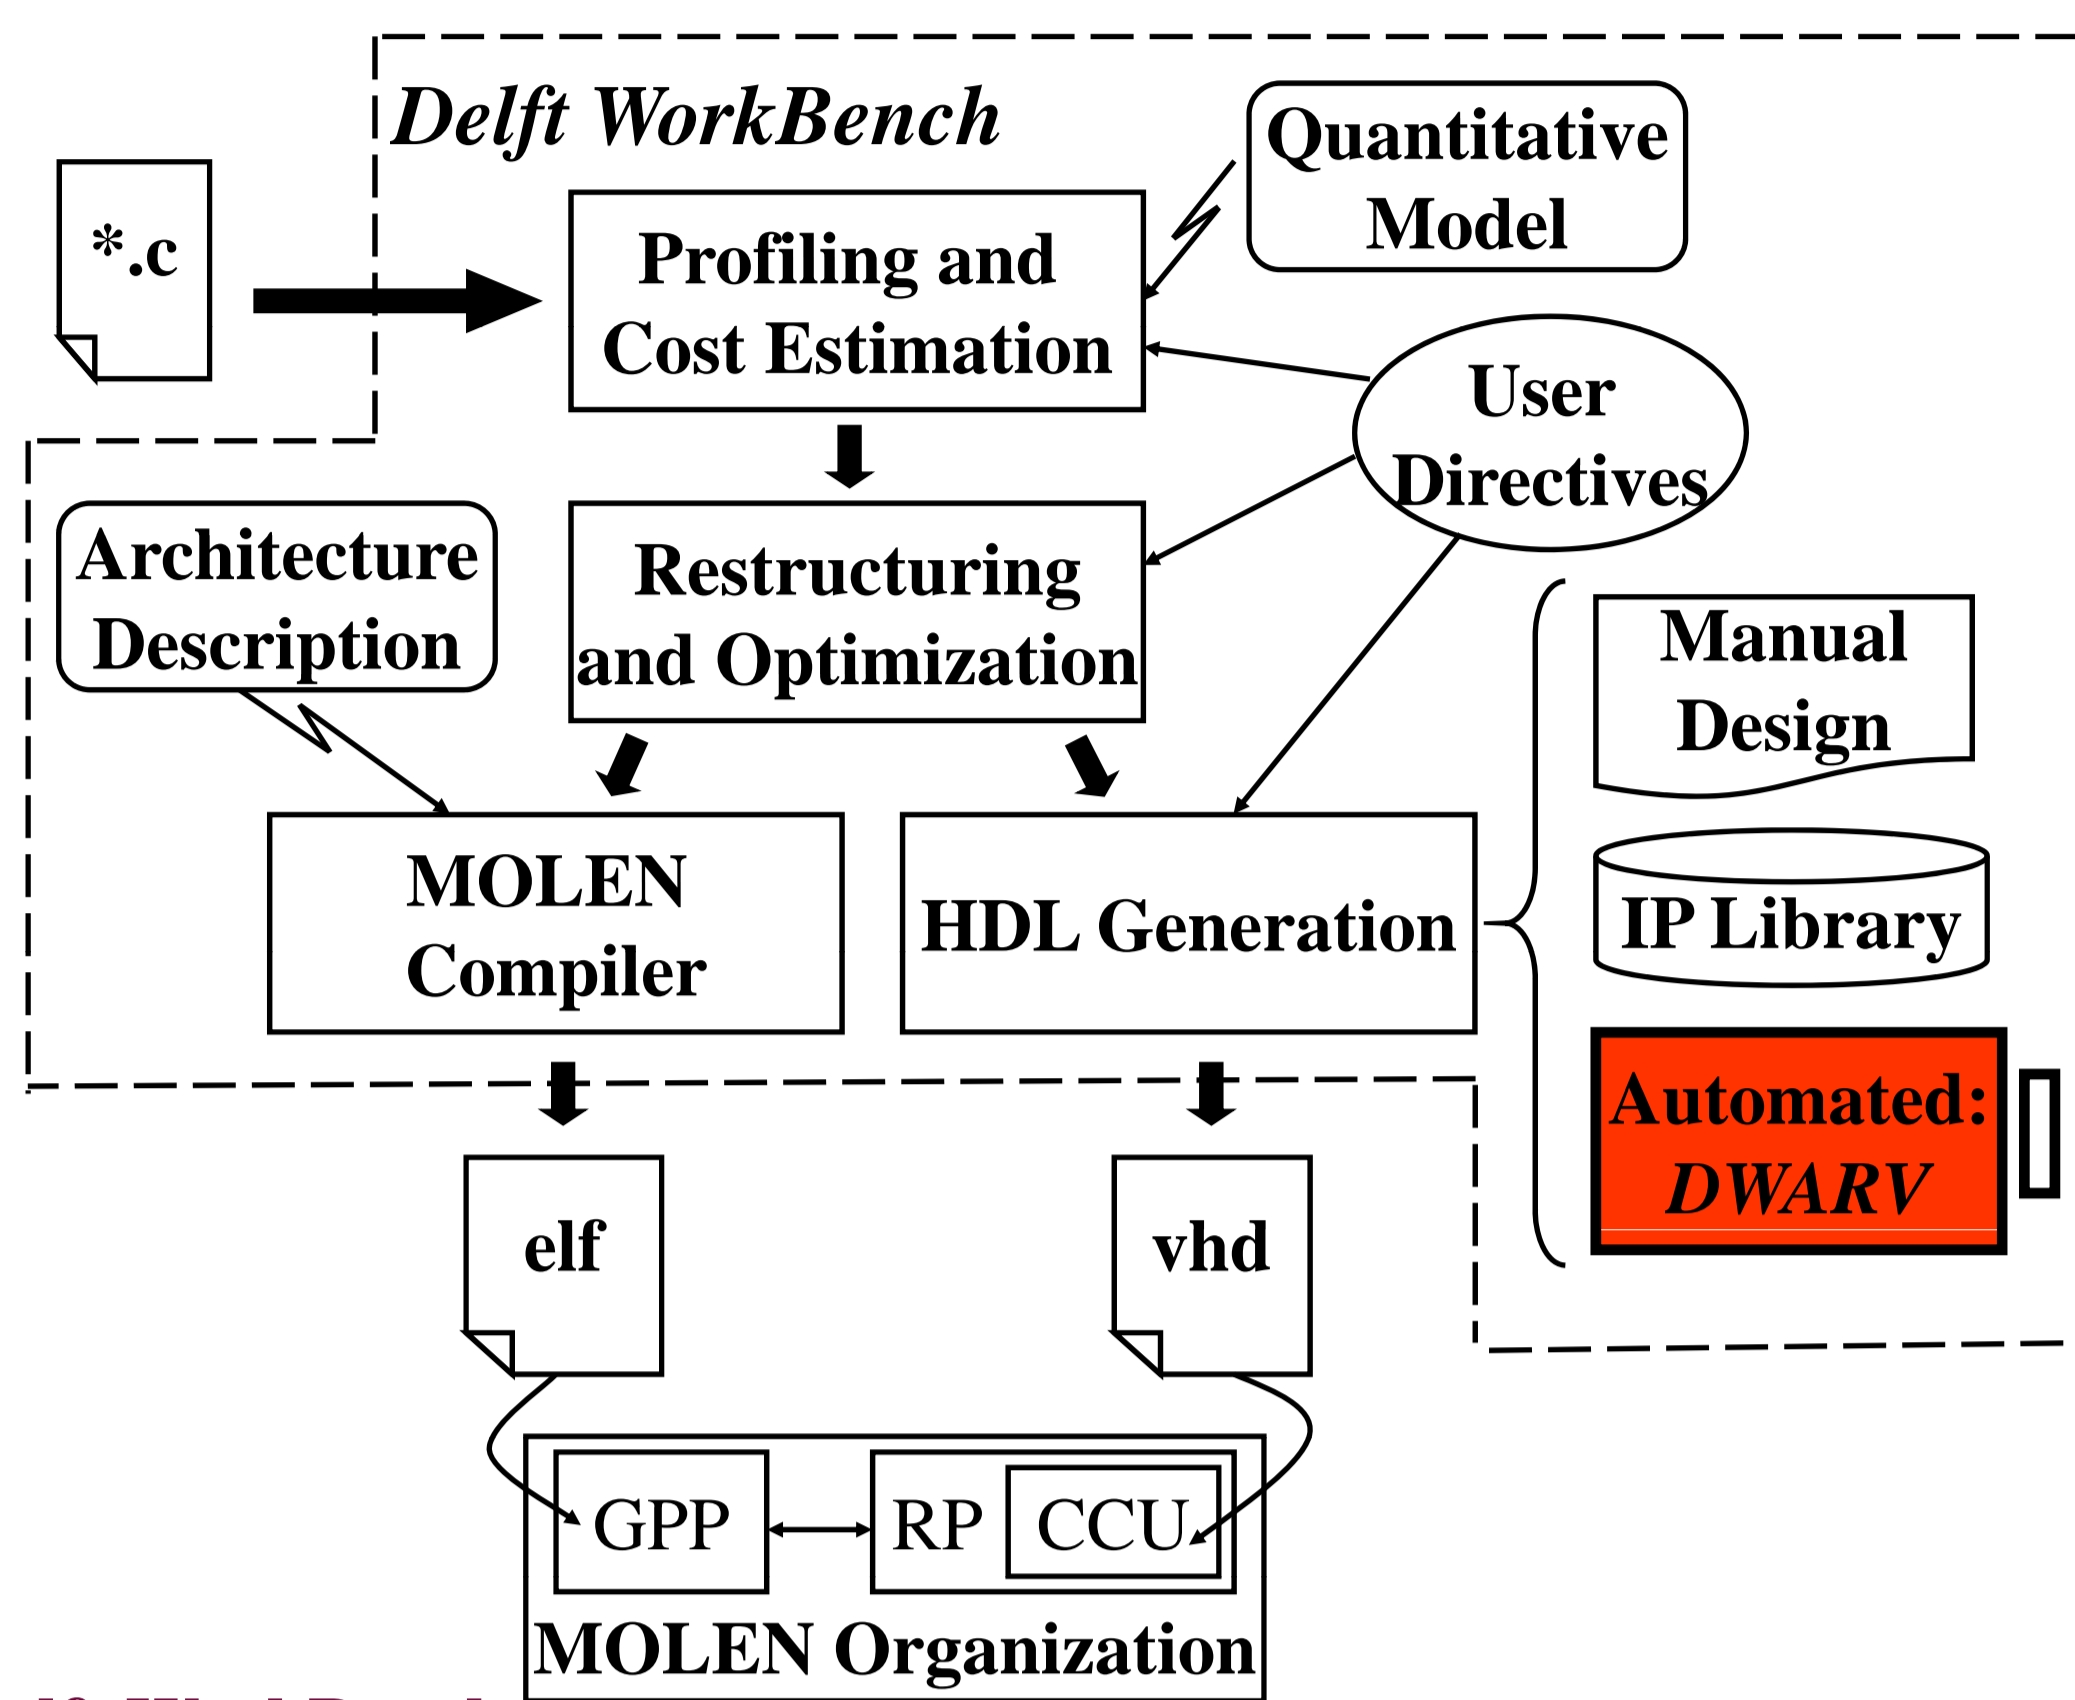 Delft WorkBench
Quantitative
Model
*.c
Profiling and
Cost Estimation
User
Directives
Architecture
Description
Restructuring
and Optimization
Manual
Design
MOLEN
Compiler
HDL Generation
IP Library
Automated:
DWARV
elf
vhd
GPP
RP
CCU
MOLEN Organization